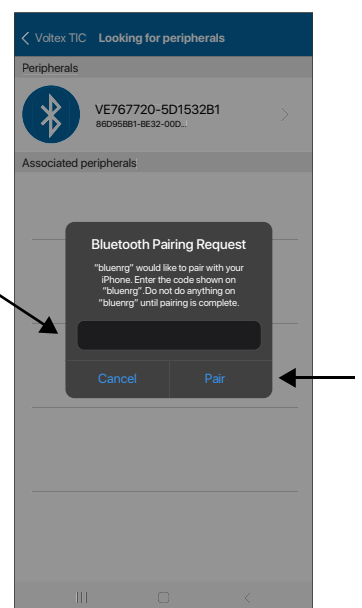 Voltex TIC Looking for peripherals
Peripherals
VE767720-5D1532B1
86D95BB1-BE32-00D...
Associated peripherals
Bluetooth Pairing Request
"bluenrg" would like to pair with your
iPhone. Enter the code shown on
"bluenrg".Do not do anything on
"bluenrg" until pairing is complete.
Cancel Pair